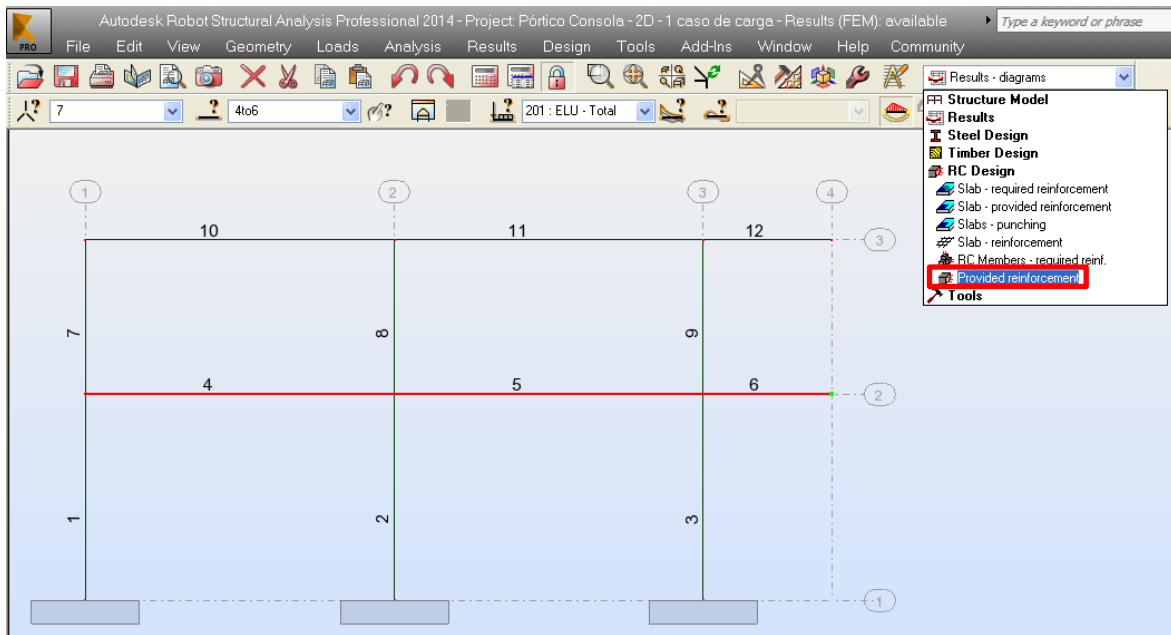 Autodesk Robot Structural Analysis Professional 2014 - Project: Pórtico Consola - 2D - 1 caso de carga - Results (FEM): available
Type a keyword or phrase
PRO
File Edit View Geometry Loads Analysis Results Design Tools Add-Ins Window Help Community
Results - diagrams
7
4to6
201 : ELU - Total
Structure Model
Results
Steel Design
Timber Design
RC Design
Slab - required reinforcement
Slab - provided reinforcement
Slabs - punching
Slab - reinforcement
RC Members - required reinf.
Provided reinforcement
Tools
1 2 3 4
10 11 12
3
7 8 9
4 5 6
2
1 2 3
1